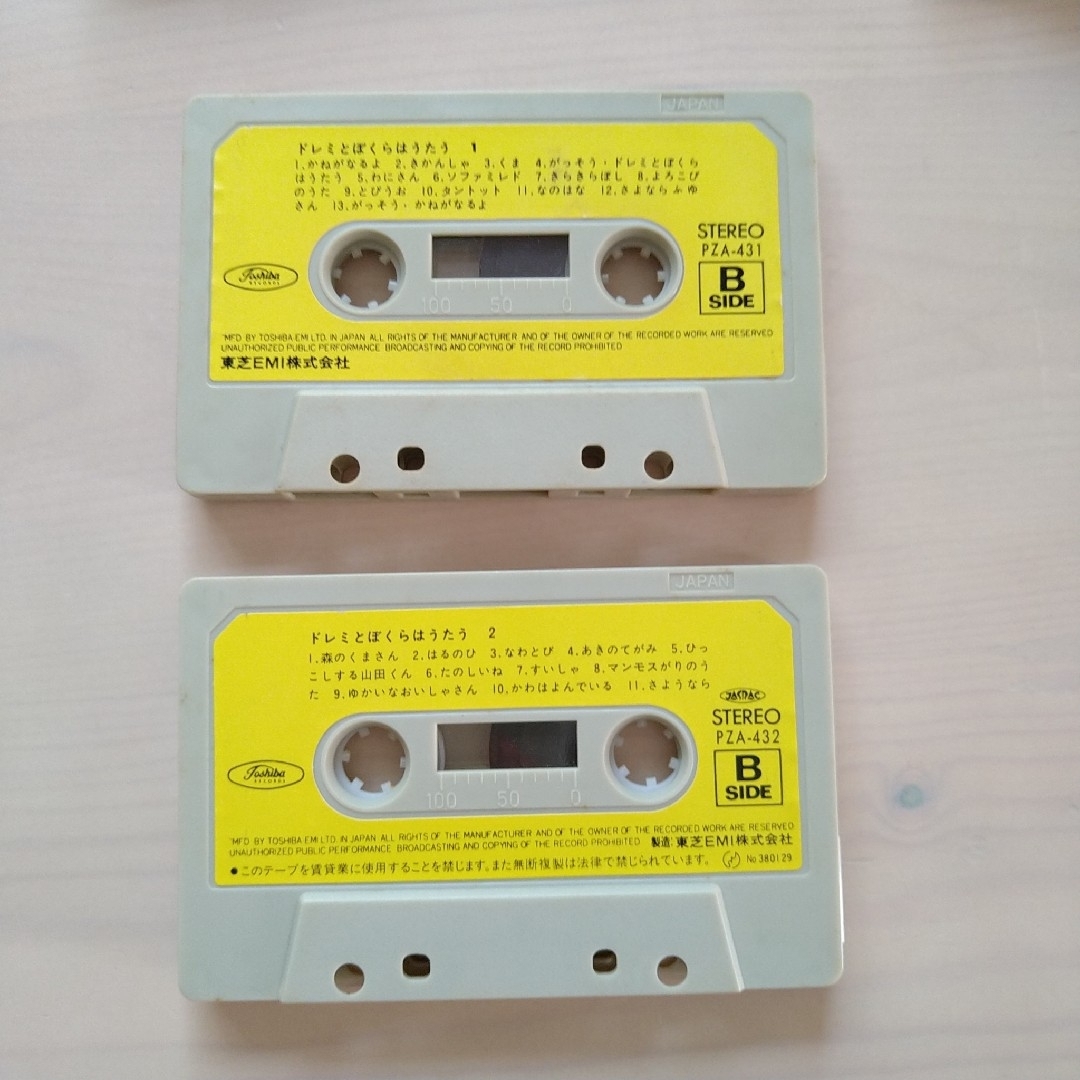 JAPAN
ドレミとぼくらはうたう 1
1.かねがなるよ 2.きかんしゃ 3.くま 4.がっそう・ドレミとぼくら
はうたう 5.わにさん 6.ソファミレド 7.きらきらぼし 8.よろこび
のうた 9.とびうお 10.タントット 11.なのはな 12.さよならふゆ
さん 13.がっそう・かねがなるよ
STEREO
PZA-431
Toshiba
RECORDS
B
SIDE
100 50 0
MFD BY TOSHIBA EMI LTD. IN JAPAN ALL RIGHTS OF THE MANUFACTURER AND OF THE OWNER OF THE RECORDED WORK ARE RESERVED
UNAUTHORIZED PUBLIC PERFORMANCE BROADCASTING AND COPYING OF THE RECORD PROHIBITED
東芝EMI株式会社
JAPAN
ドレミとぼくらはうたう 2
1.森のくまさん 2.はるのひ 3.なわとび 4.あきのてがみ 5.ひっ
こしする山田くん 6.たのしいね 7.すいしゃ 8.マンモスがりのう
た 9.ゆかいなおいしゃさん 10.かわはよんでいる 11.さようなら
JASRAC
STEREO
PZA-432
Toshiba
RECORDS
B
SIDE
100 50 0
MFD BY TOSHIBA EMI LTD. IN JAPAN ALL RIGHTS OF THE MANUFACTURER AND OF THE OWNER OF THE RECORDED WORK ARE RESERVED
UNAUTHORIZED PUBLIC PERFORMANCE BROADCASTING AND COPYING OF THE RECORD PROHIBITED 製造:東芝EMI株式会社
●このテープを賃貸業に使用することを禁じます。また無断複製は法律で禁じられています。 No380129